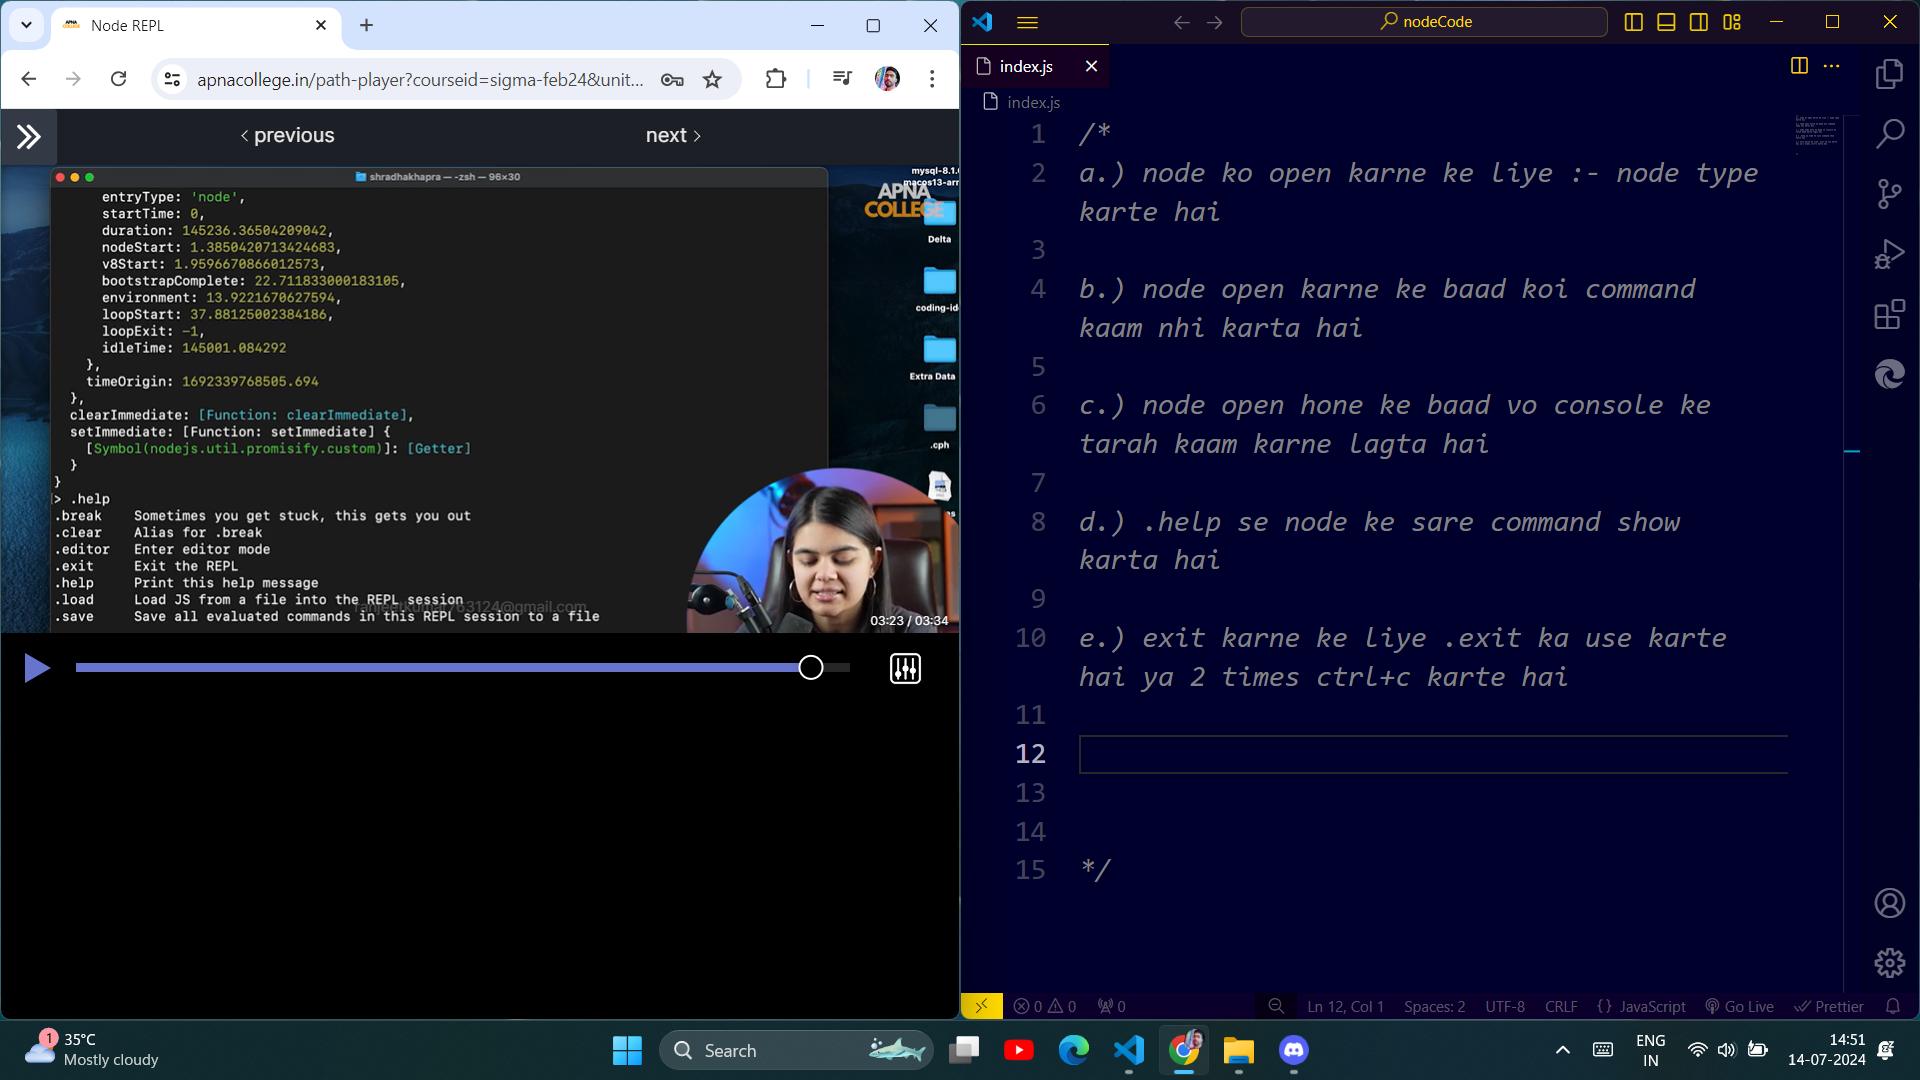 Node REPL
apnacollege.in/path-player?courseid=sigma-feb24&unit...
previous
next
shradhakhapra — -zsh — 96×30
mysql-8.1.
macos13-arr
APNA
COLLEGE
entryType: 'node',
startTime: 0,
duration: 145236.36504209042,
nodeStart: 1.3850420713424683,
v8Start: 1.9596670866012573,
bootstrapComplete: 22.711833000183105,
environment: 13.9221670627594,
loopStart: 37.88125002384186,
loopExit: -1,
idleTime: 145001.084292
},
timeOrigin: 1692339768505.694
},
clearImmediate: [Function: clearImmediate],
setImmediate: [Function: setImmediate] {
[Symbol(nodejs.util.promisify.custom)]: [Getter]
}
}
> .help
.break Sometimes you get stuck, this gets you out
.clear Alias for .break
.editor Enter editor mode
.exit Exit the REPL
.help Print this help message
.load Load JS from a file into the REPL session
.save Save all evaluated commands in this REPL session to a file
ranjeetkumar763124@gmail.com
Delta
coding-id
Extra Data
.cph
03:23 / 03:34
nodeCode
index.js
index.js
1 /*
2 a.) node ko open karne ke liye :- node type
karte hai
3
4 b.) node open karne ke baad koi command
kaam nhi karta hai
5
6 c.) node open hone ke baad vo console ke
tarah kaam karne lagta hai
7
8 d.) .help se node ke sare command show
karta hai
9
10 e.) exit karne ke liye .exit ka use karte
hai ya 2 times ctrl+c karte hai
11
12
13
14
15 */
0 0 0 Ln 12, Col 1 Spaces: 2 UTF-8 CRLF {} JavaScript Go Live Prettier
1
35°C
Mostly cloudy
Search
ENG
IN
14:51
14-07-2024